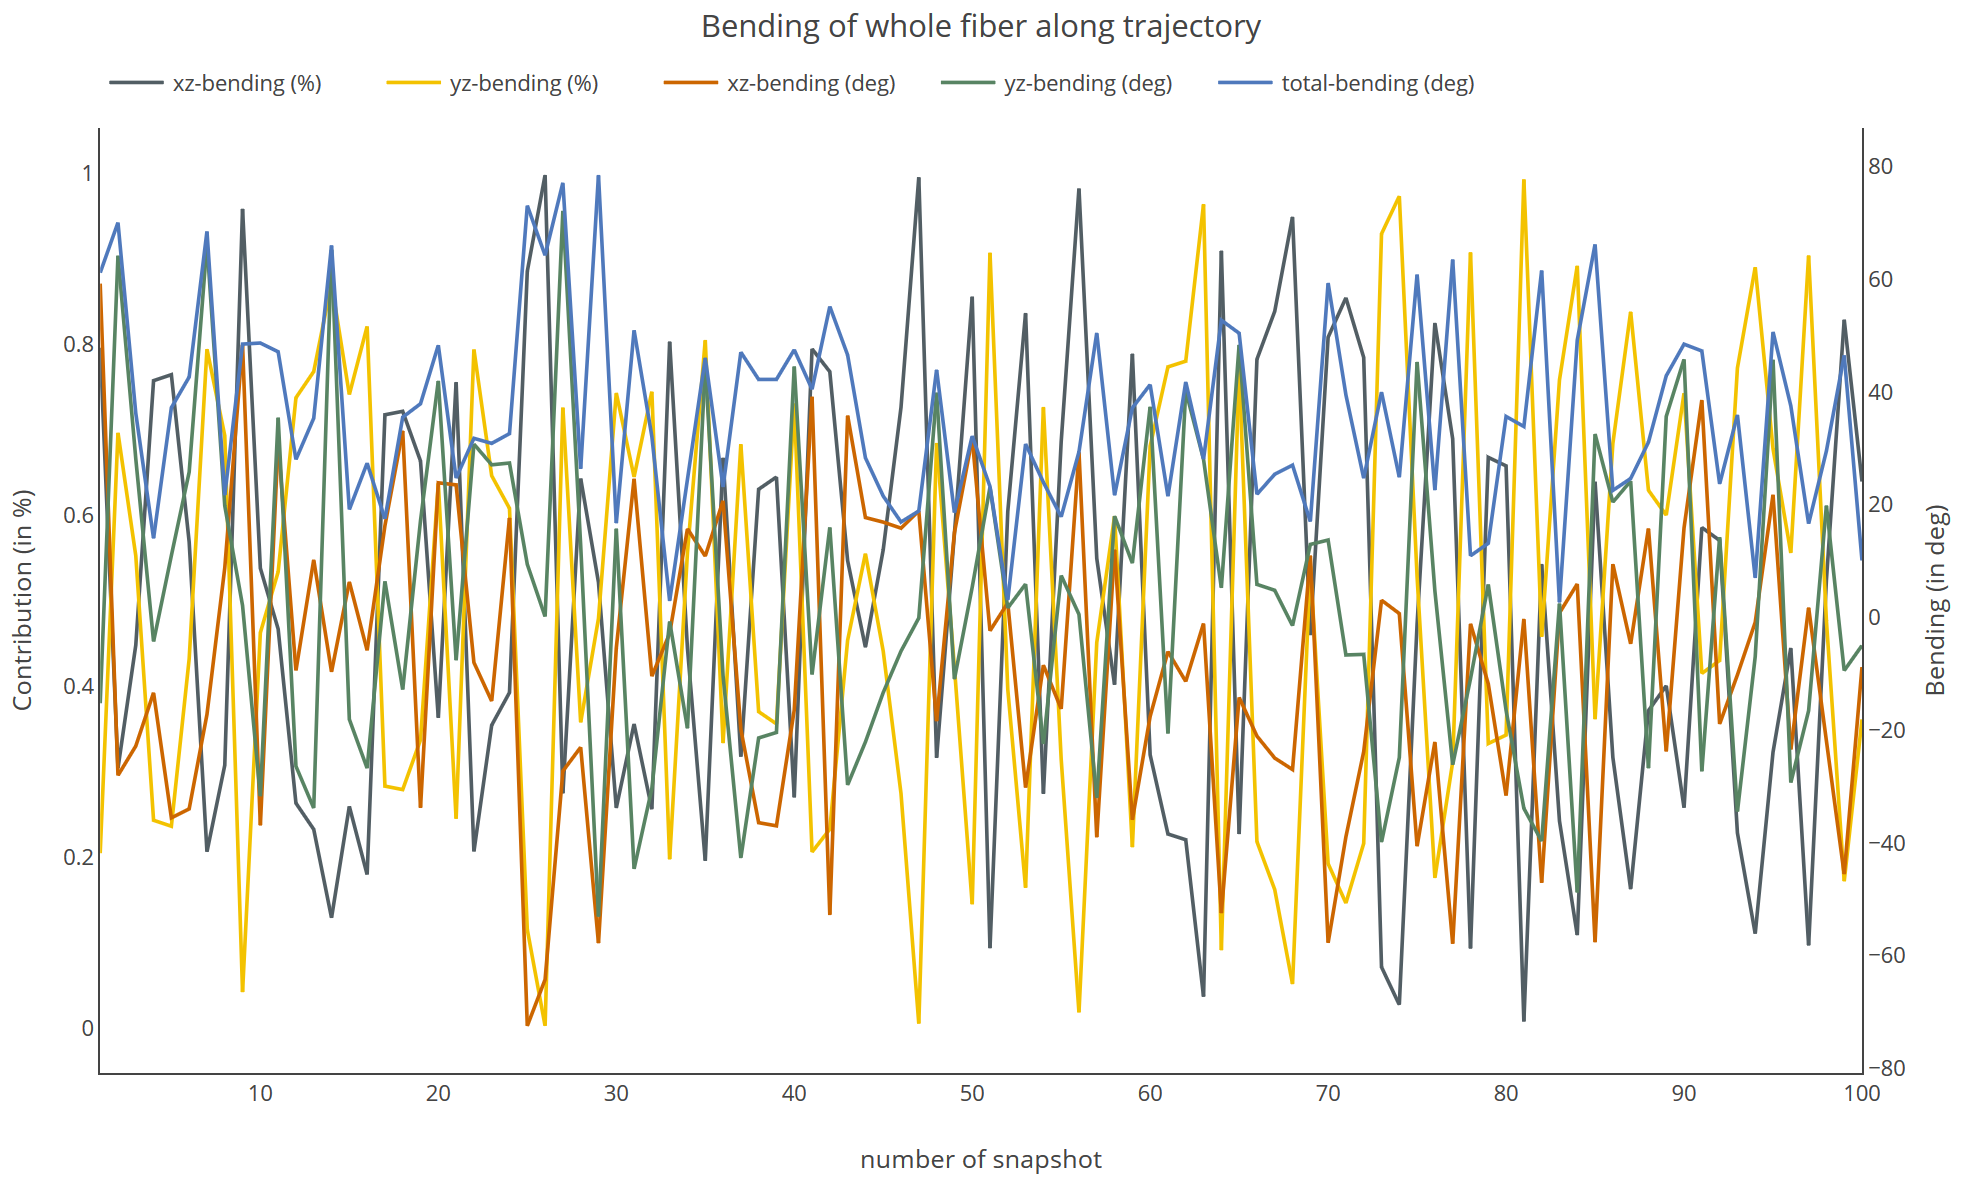 Bending of whole fiber along trajectory
xz-bending (%) yz-bending (%) xz-bending (deg) yz-bending (deg) total-bending (deg)
Contribution (in %)
1
0.8
0.6
0.4
0.2
0
80
60
40
20
0
−20
−40
−60
−80
Bending (in deg)
10 20 30 40 50 60 70 80 90 100
number of snapshot